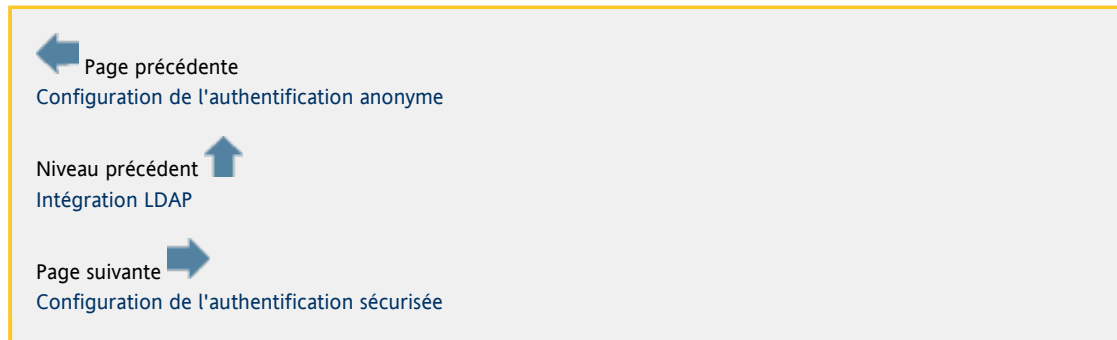 Page précédente
Configuration de l'authentification anonyme
Niveau précédent
Intégration LDAP
Page suivante
Configuration de l'authentification sécurisée